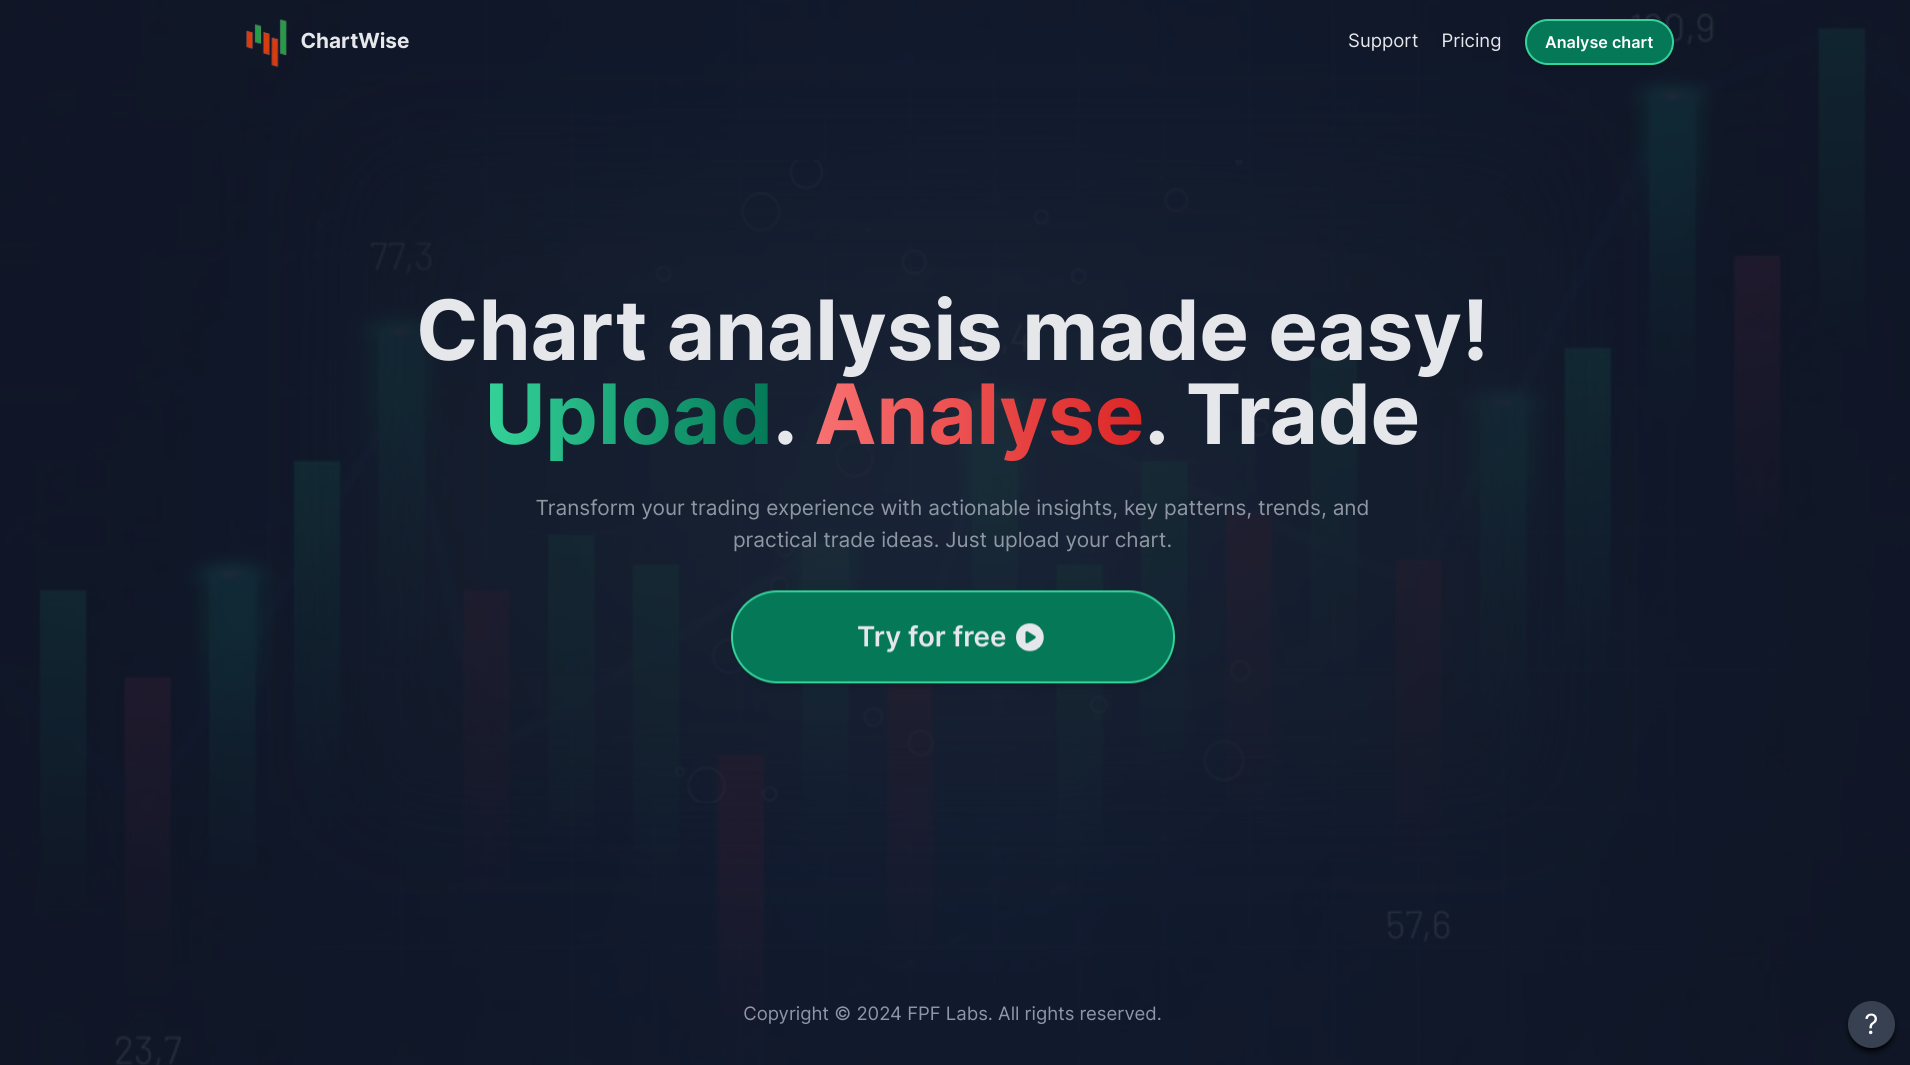 ChartWise
Support
Pricing
Analyse chart
77,3
Chart analysis made easy!
Upload. Analyse. Trade
Transform your trading experience with actionable insights, key patterns, trends, and
practical trade ideas. Just upload your chart.
Try for free
57,6
Copyright © 2024 FPF Labs. All rights reserved.
?
23,7